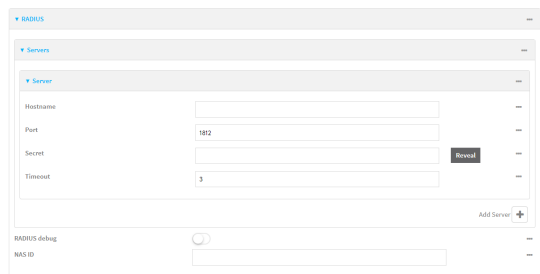 ▼ RADIUS
▼ Servers
▼ Server
Hostname
Port 1812
Secret Reveal
Timeout 3
Add Server +
RADIUS debug
NAS ID